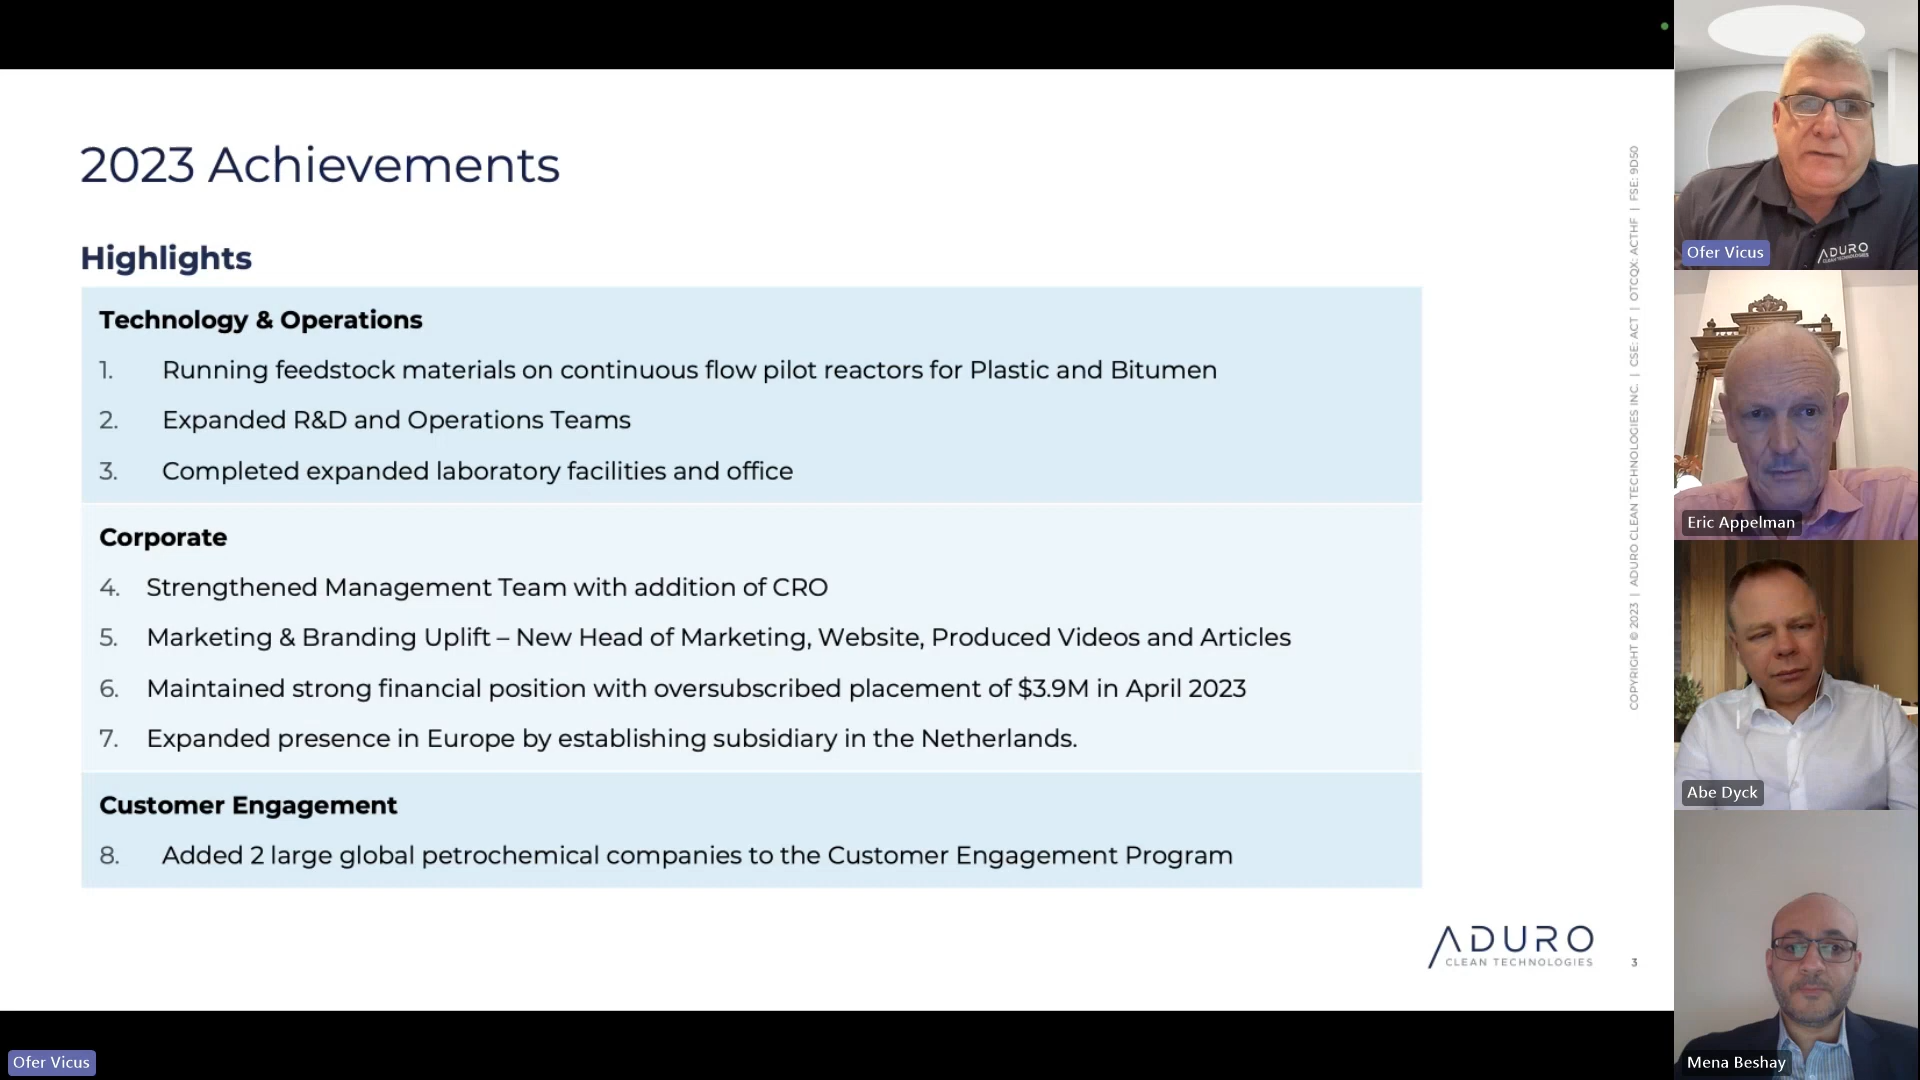 2023 Achievements
Highlights
Technology & Operations
1. Running feedstock materials on continuous flow pilot reactors for Plastic and Bitumen
2. Expanded R&D and Operations Teams
3. Completed expanded laboratory facilities and office
Corporate
4. Strengthened Management Team with addition of CRO
5. Marketing & Branding Uplift – New Head of Marketing, Website, Produced Videos and Articles
6. Maintained strong financial position with oversubscribed placement of $3.9M in April 2023
7. Expanded presence in Europe by establishing subsidiary in the Netherlands.
Customer Engagement
8. Added 2 large global petrochemical companies to the Customer Engagement Program
ADURO
CLEAN TECHNOLOGIES
3
COPYRIGHT © 2023 | ADURO CLEAN TECHNOLOGIES INC. | CSE: ACT | OTCQX: ACTHF | FSE: 9D50
Ofer Vicus
ADURO
CLEAN TECHNOLOGIES
Eric Appelman
Abe Dyck
Mena Beshay
Ofer Vicus